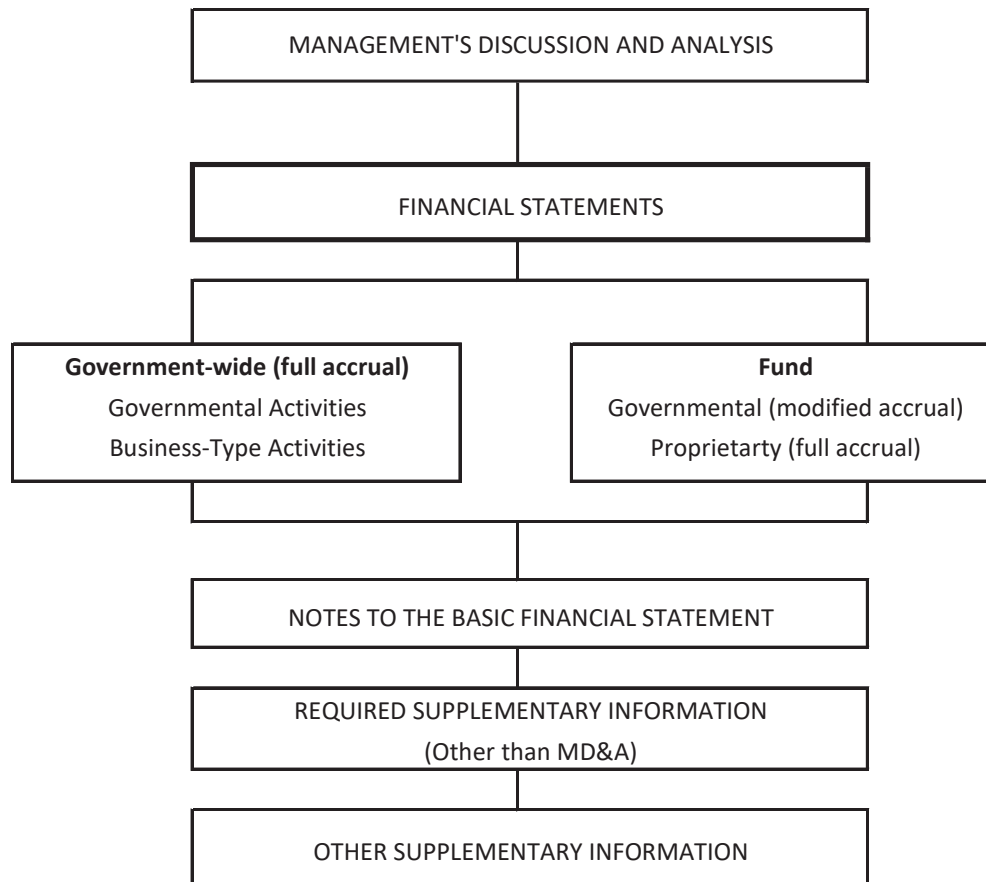 MANAGEMENT'S DISCUSSION AND ANALYSIS
FINANCIAL STATEMENTS
Government-wide (full accrual)
Governmental Activities
Business-Type Activities
Fund
Governmental (modified accrual)
Proprietarty (full accrual)
NOTES TO THE BASIC FINANCIAL STATEMENT
REQUIRED SUPPLEMENTARY INFORMATION
(Other than MD&A)
OTHER SUPPLEMENTARY INFORMATION